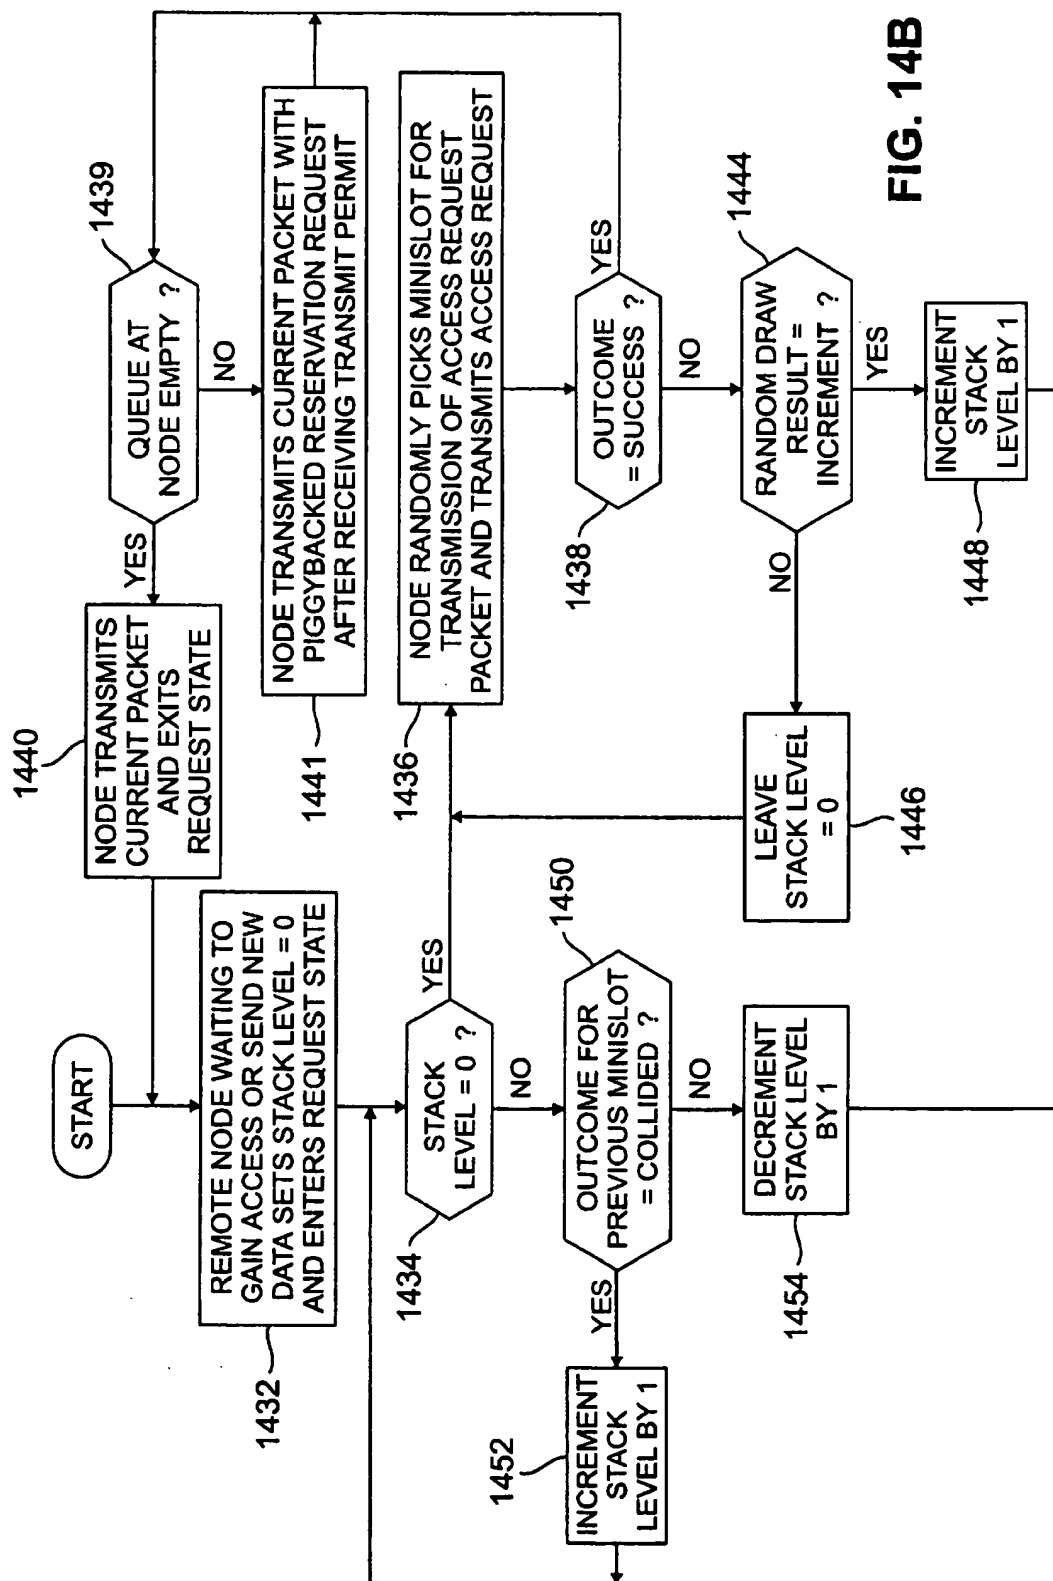 START
REMOTE NODE WAITING TO
GAIN ACCESS OR SEND NEW
DATA SETS STACK LEVEL = 0
AND ENTERS REQUEST STATE
1432
STACK
LEVEL = 0 ?
1434
YES
NO
OUTCOME FOR
PREVIOUS MINISLOT
= COLLIDED ?
1450
YES
NO
INCREMENT
STACK
LEVEL BY 1
1452
DECREMENT
STACK LEVEL
BY 1
1454
NODE TRANSMITS
CURRENT PACKET
AND EXITS
REQUEST STATE
1440
YES
QUEUE AT
NODE EMPTY ?
1439
NO
NODE TRANSMITS CURRENT PACKET WITH
PIGGYBACKED RESERVATION REQUEST
AFTER RECEIVING TRANSMIT PERMIT
1441
NODE RANDOMLY PICKS MINISLOT FOR
TRANSMISSION OF ACCESS REQUEST
PACKET AND TRANSMITS ACCESS REQUEST
1436
OUTCOME
= SUCCESS ?
1438
YES
NO
RANDOM DRAW
RESULT =
INCREMENT ?
1444
NO
YES
LEAVE
STACK LEVEL
= 0
1446
INCREMENT
STACK
LEVEL BY 1
1448
FIG. 14B